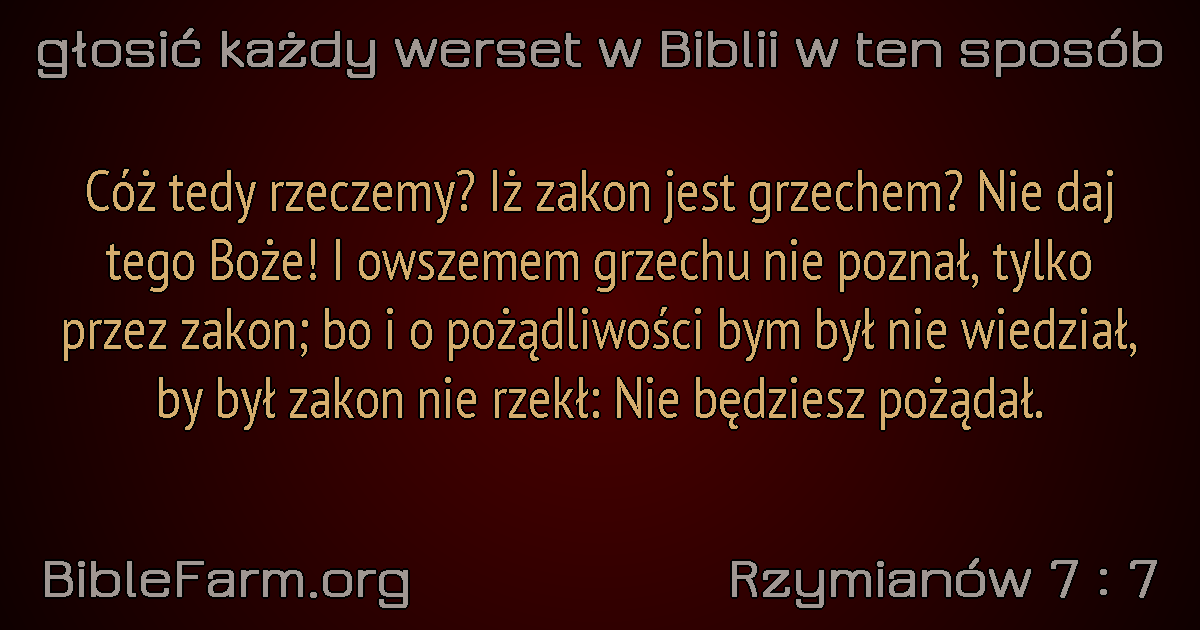 głosić każdy werset w Biblii w ten sposób
Cóż tedy rzeczemy? Iż zakon jest grzechem? Nie daj
tego Boże! I owszemem grzechu nie poznał, tylko
przez zakon; bo i o pożądliwości bym był nie wiedział,
by był zakon nie rzekł: Nie będziesz pożądał.
BibleFarm.org
Rzymianów 7 : 7